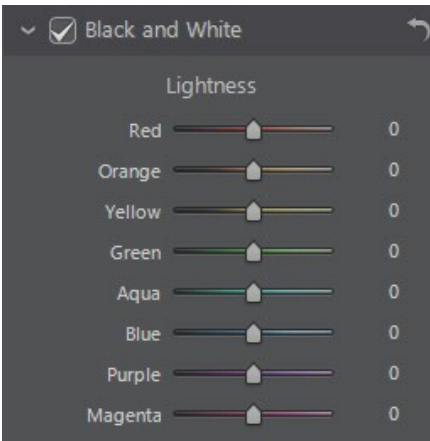 Black and White
Lightness
Red 0
Orange 0
Yellow 0
Green 0
Aqua 0
Blue 0
Purple 0
Magenta 0